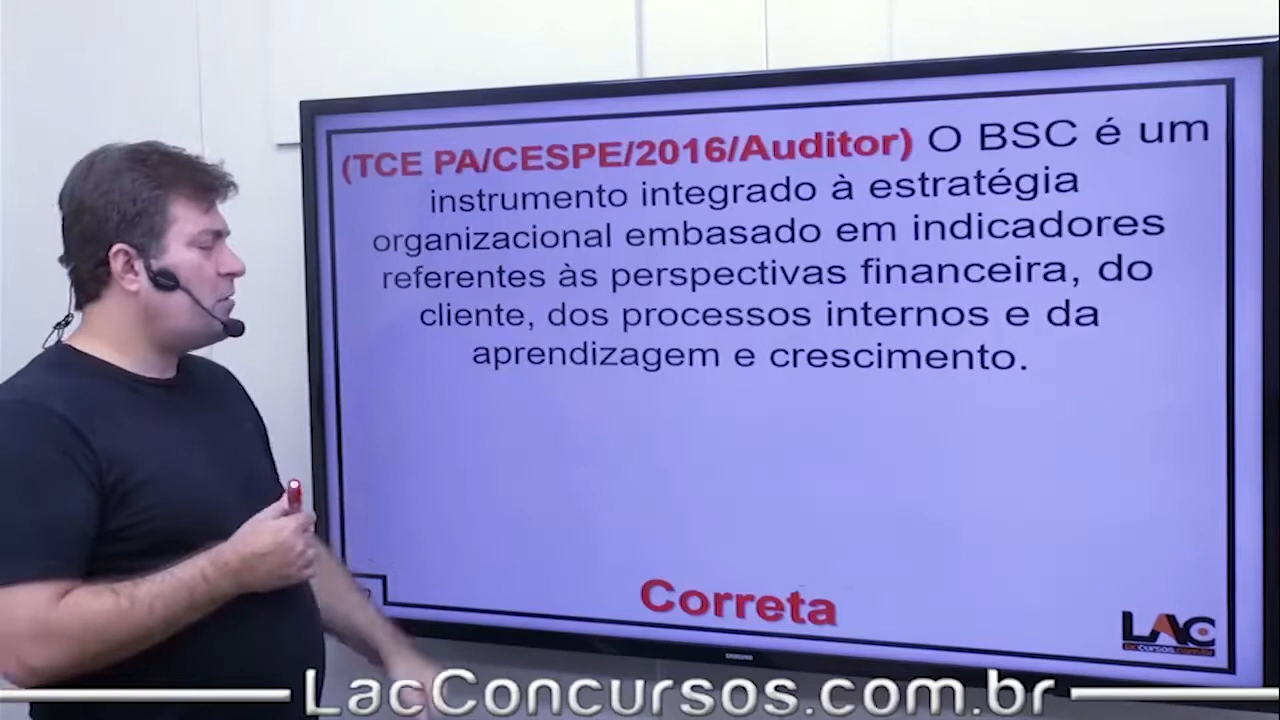 (TCE PA/CESPE/2016/Auditor) O BSC é um
instrumento integrado à estratégia
organizacional embasado em indicadores
referentes às perspectivas financeira, do
cliente, dos processos internos e da
aprendizagem e crescimento.
Correta
LAC
LacConcursos.com.br